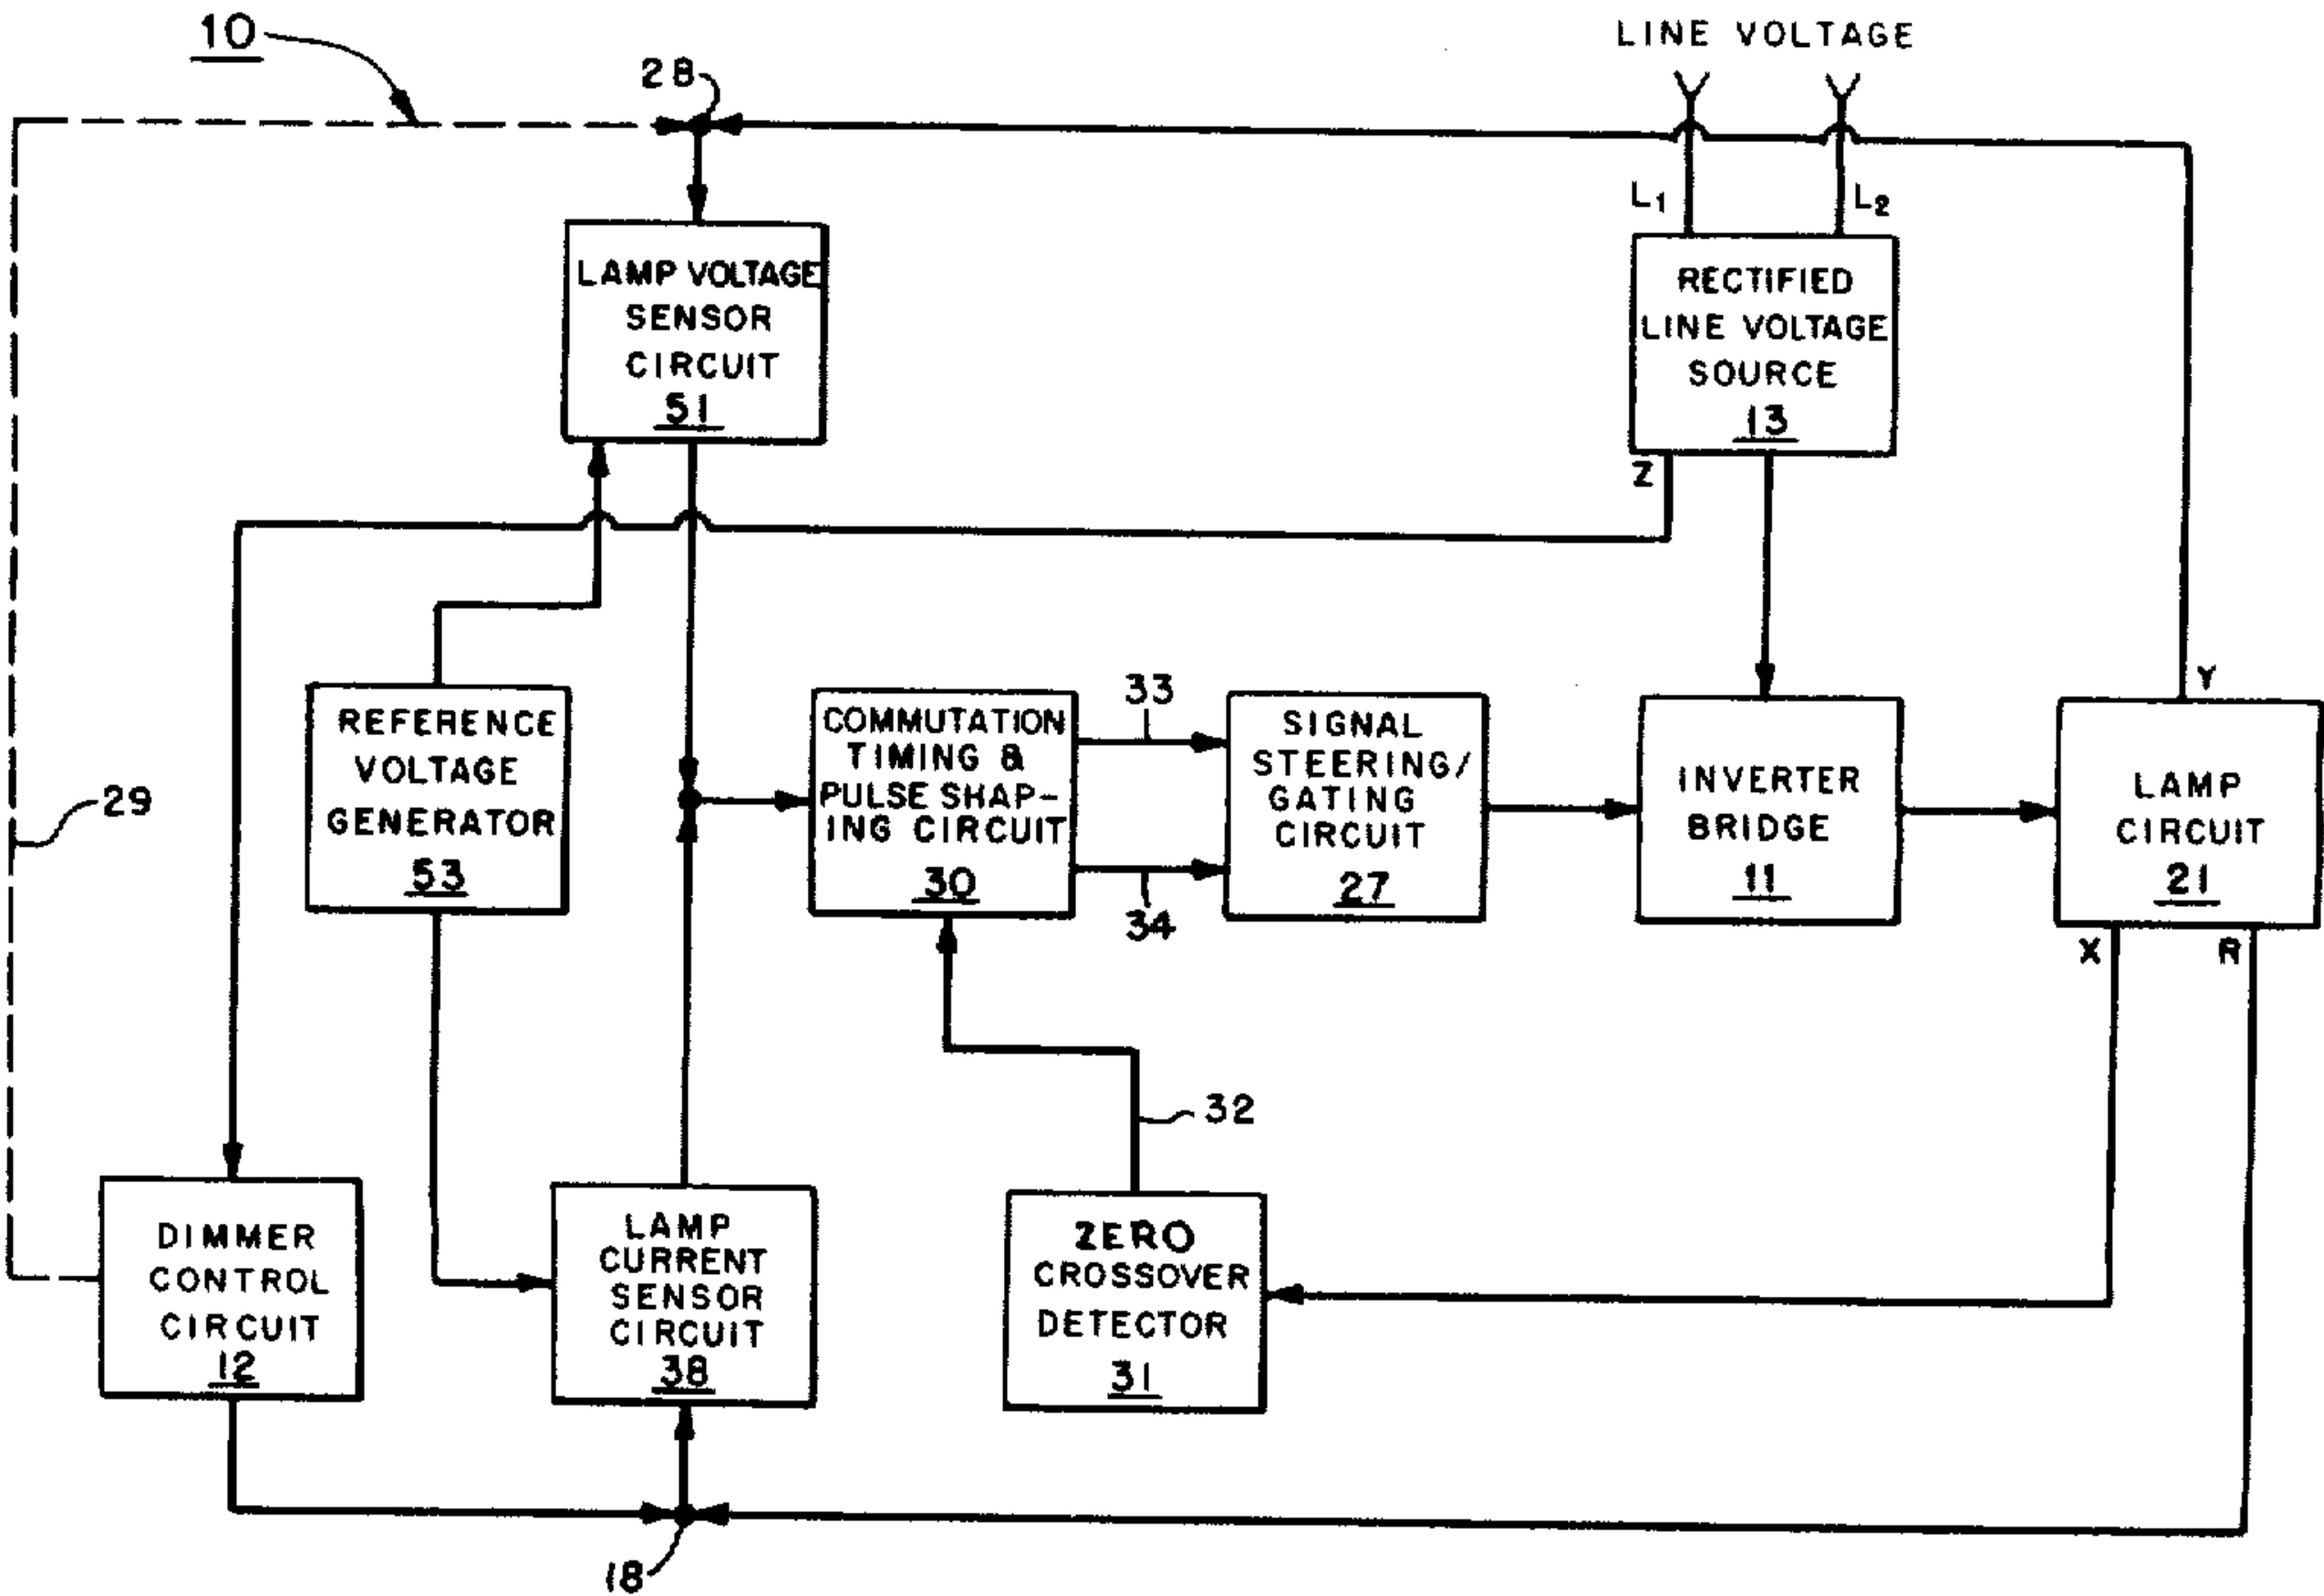 10
28
LINE VOLTAGE
L₁
L₂
LAMP VOLTAGE
SENSOR
CIRCUIT
51
RECTIFIED
LINE VOLTAGE
SOURCE
13
Z
29
REFERENCE
VOLTAGE
GENERATOR
53
COMMUTATION
TIMING &
PULSE SHAP-
ING CIRCUIT
30
33
34
SIGNAL
STEERING/
GATING
CIRCUIT
27
INVERTER
BRIDGE
11
Y
LAMP
CIRCUIT
21
X
R
32
DIMMER
CONTROL
CIRCUIT
12
LAMP
CURRENT
SENSOR
CIRCUIT
38
ZERO
CROSSOVER
DETECTOR
31
18